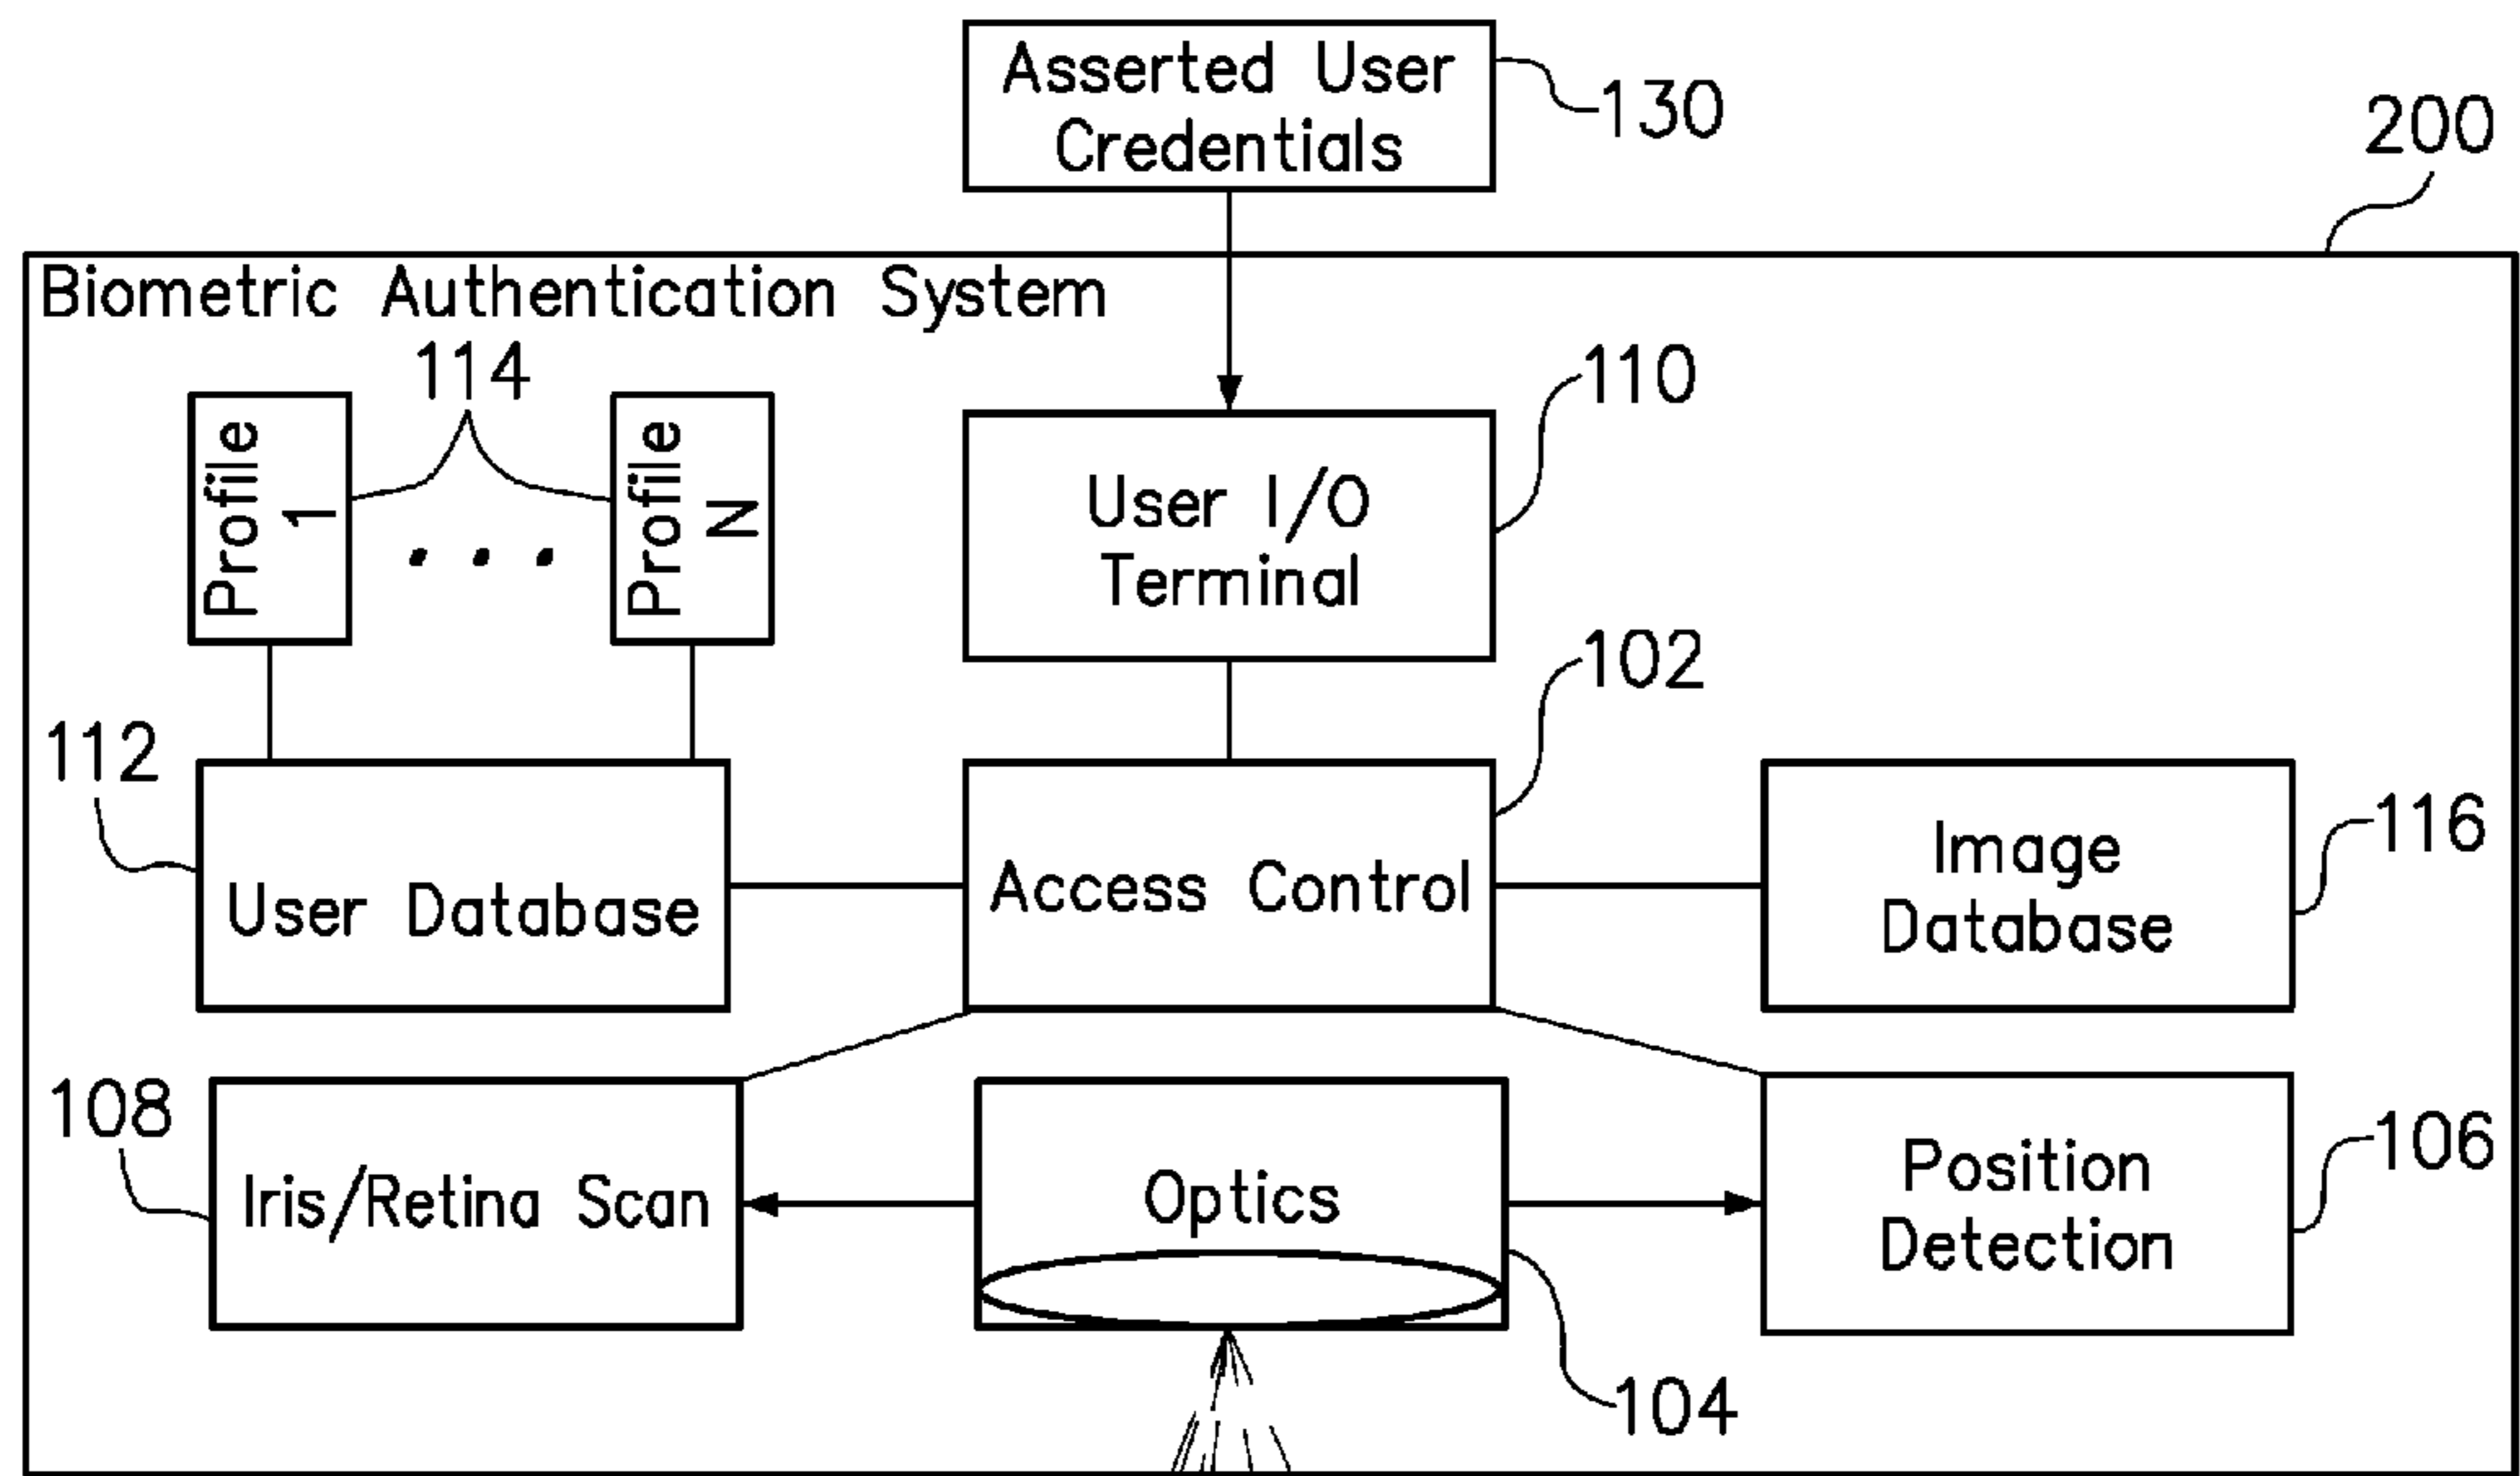 Asserted User
Credentials
130
200
Biometric Authentication System
114
110
Profile
1
...
Profile
N
User I/O
Terminal
102
112
User Database
Access Control
Image
Database
116
108
Iris/Retina Scan
Optics
Position
Detection
106
104